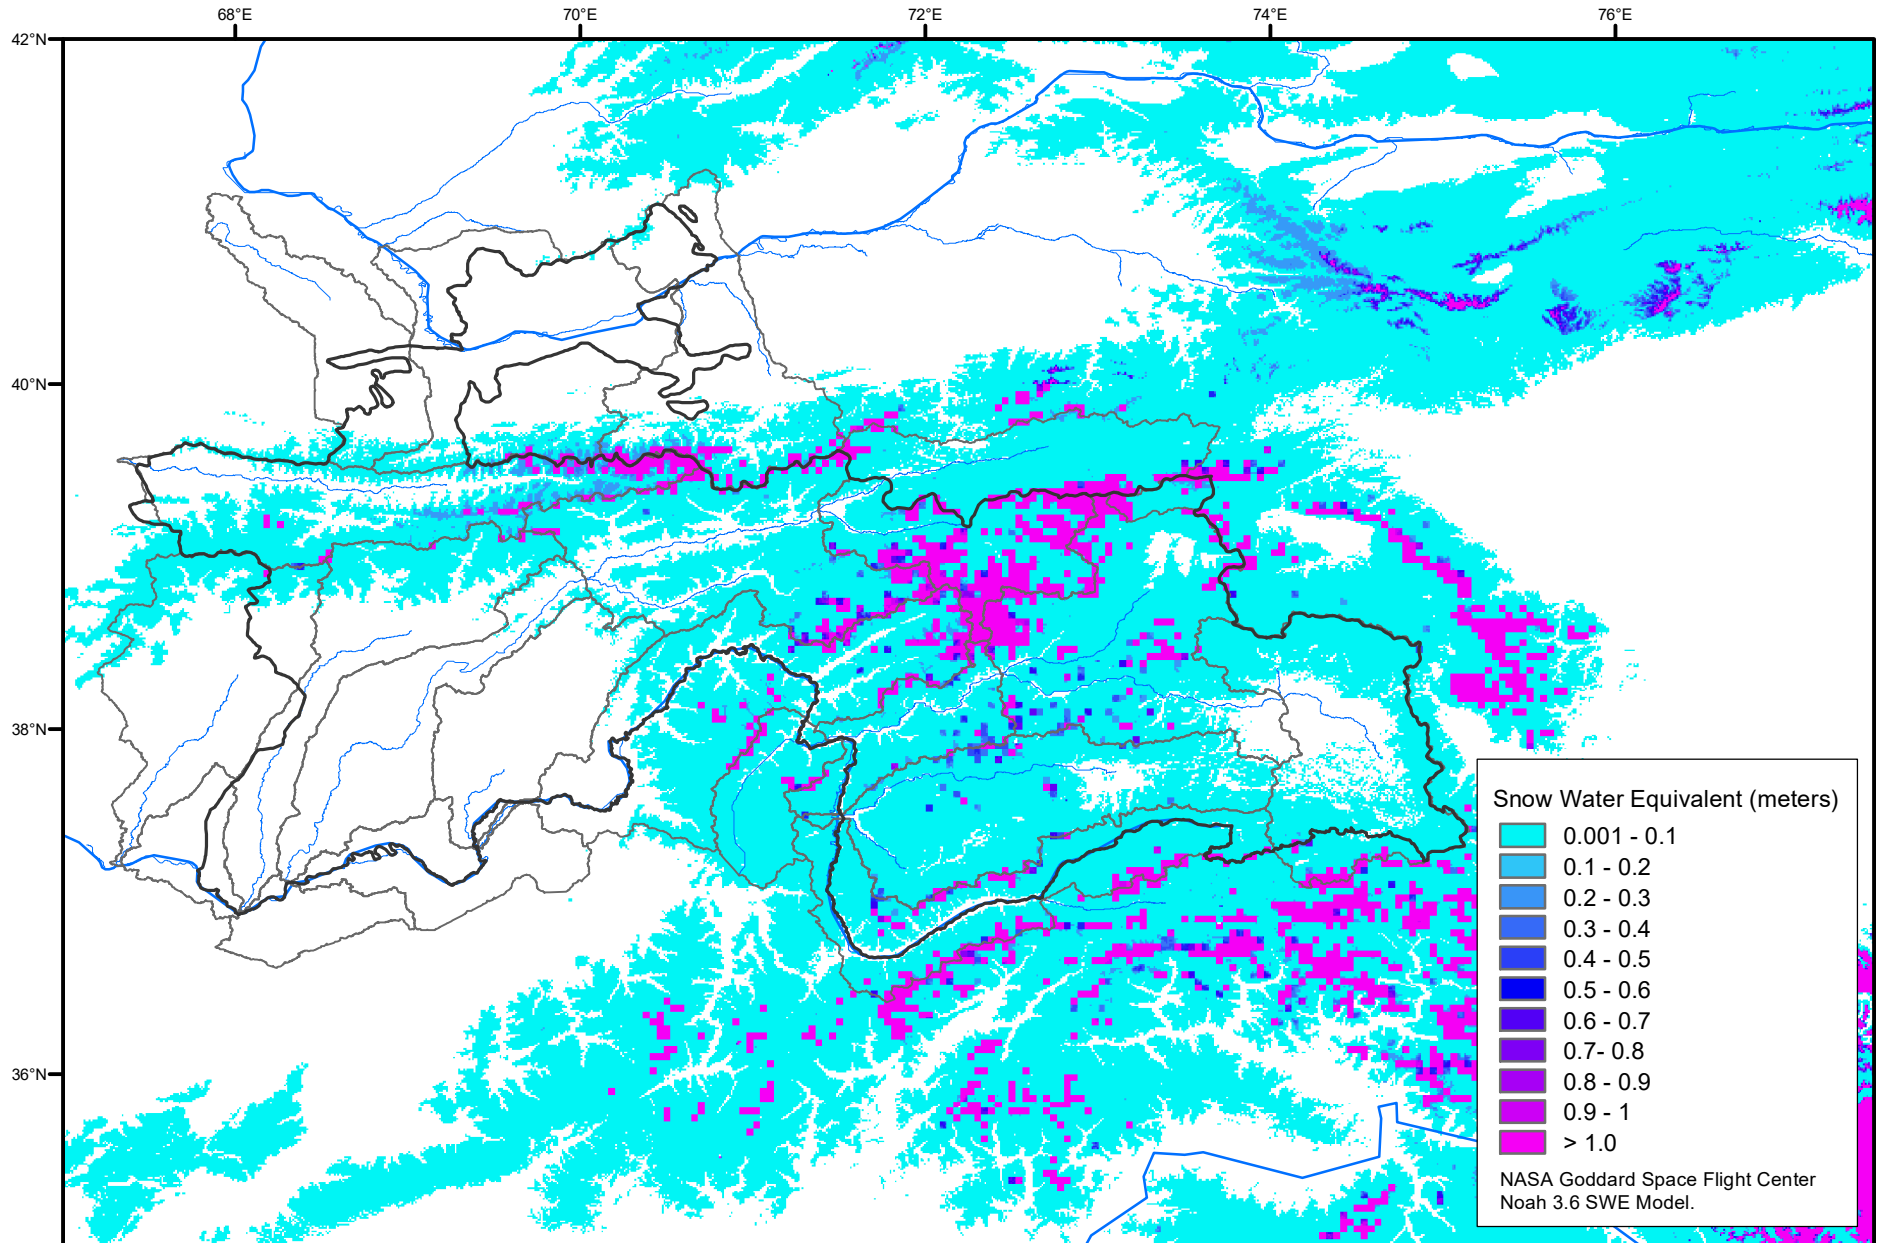 68°E 70°E 72°E 74°E 76°E
42°N
40°N
38°N
36°N
Snow Water Equivalent (meters)
0.001 - 0.1
0.1 - 0.2
0.2 - 0.3
0.3 - 0.4
0.4 - 0.5
0.5 - 0.6
0.6 - 0.7
0.7- 0.8
0.8 - 0.9
0.9 - 1
> 1.0
NASA Goddard Space Flight Center
Noah 3.6 SWE Model.